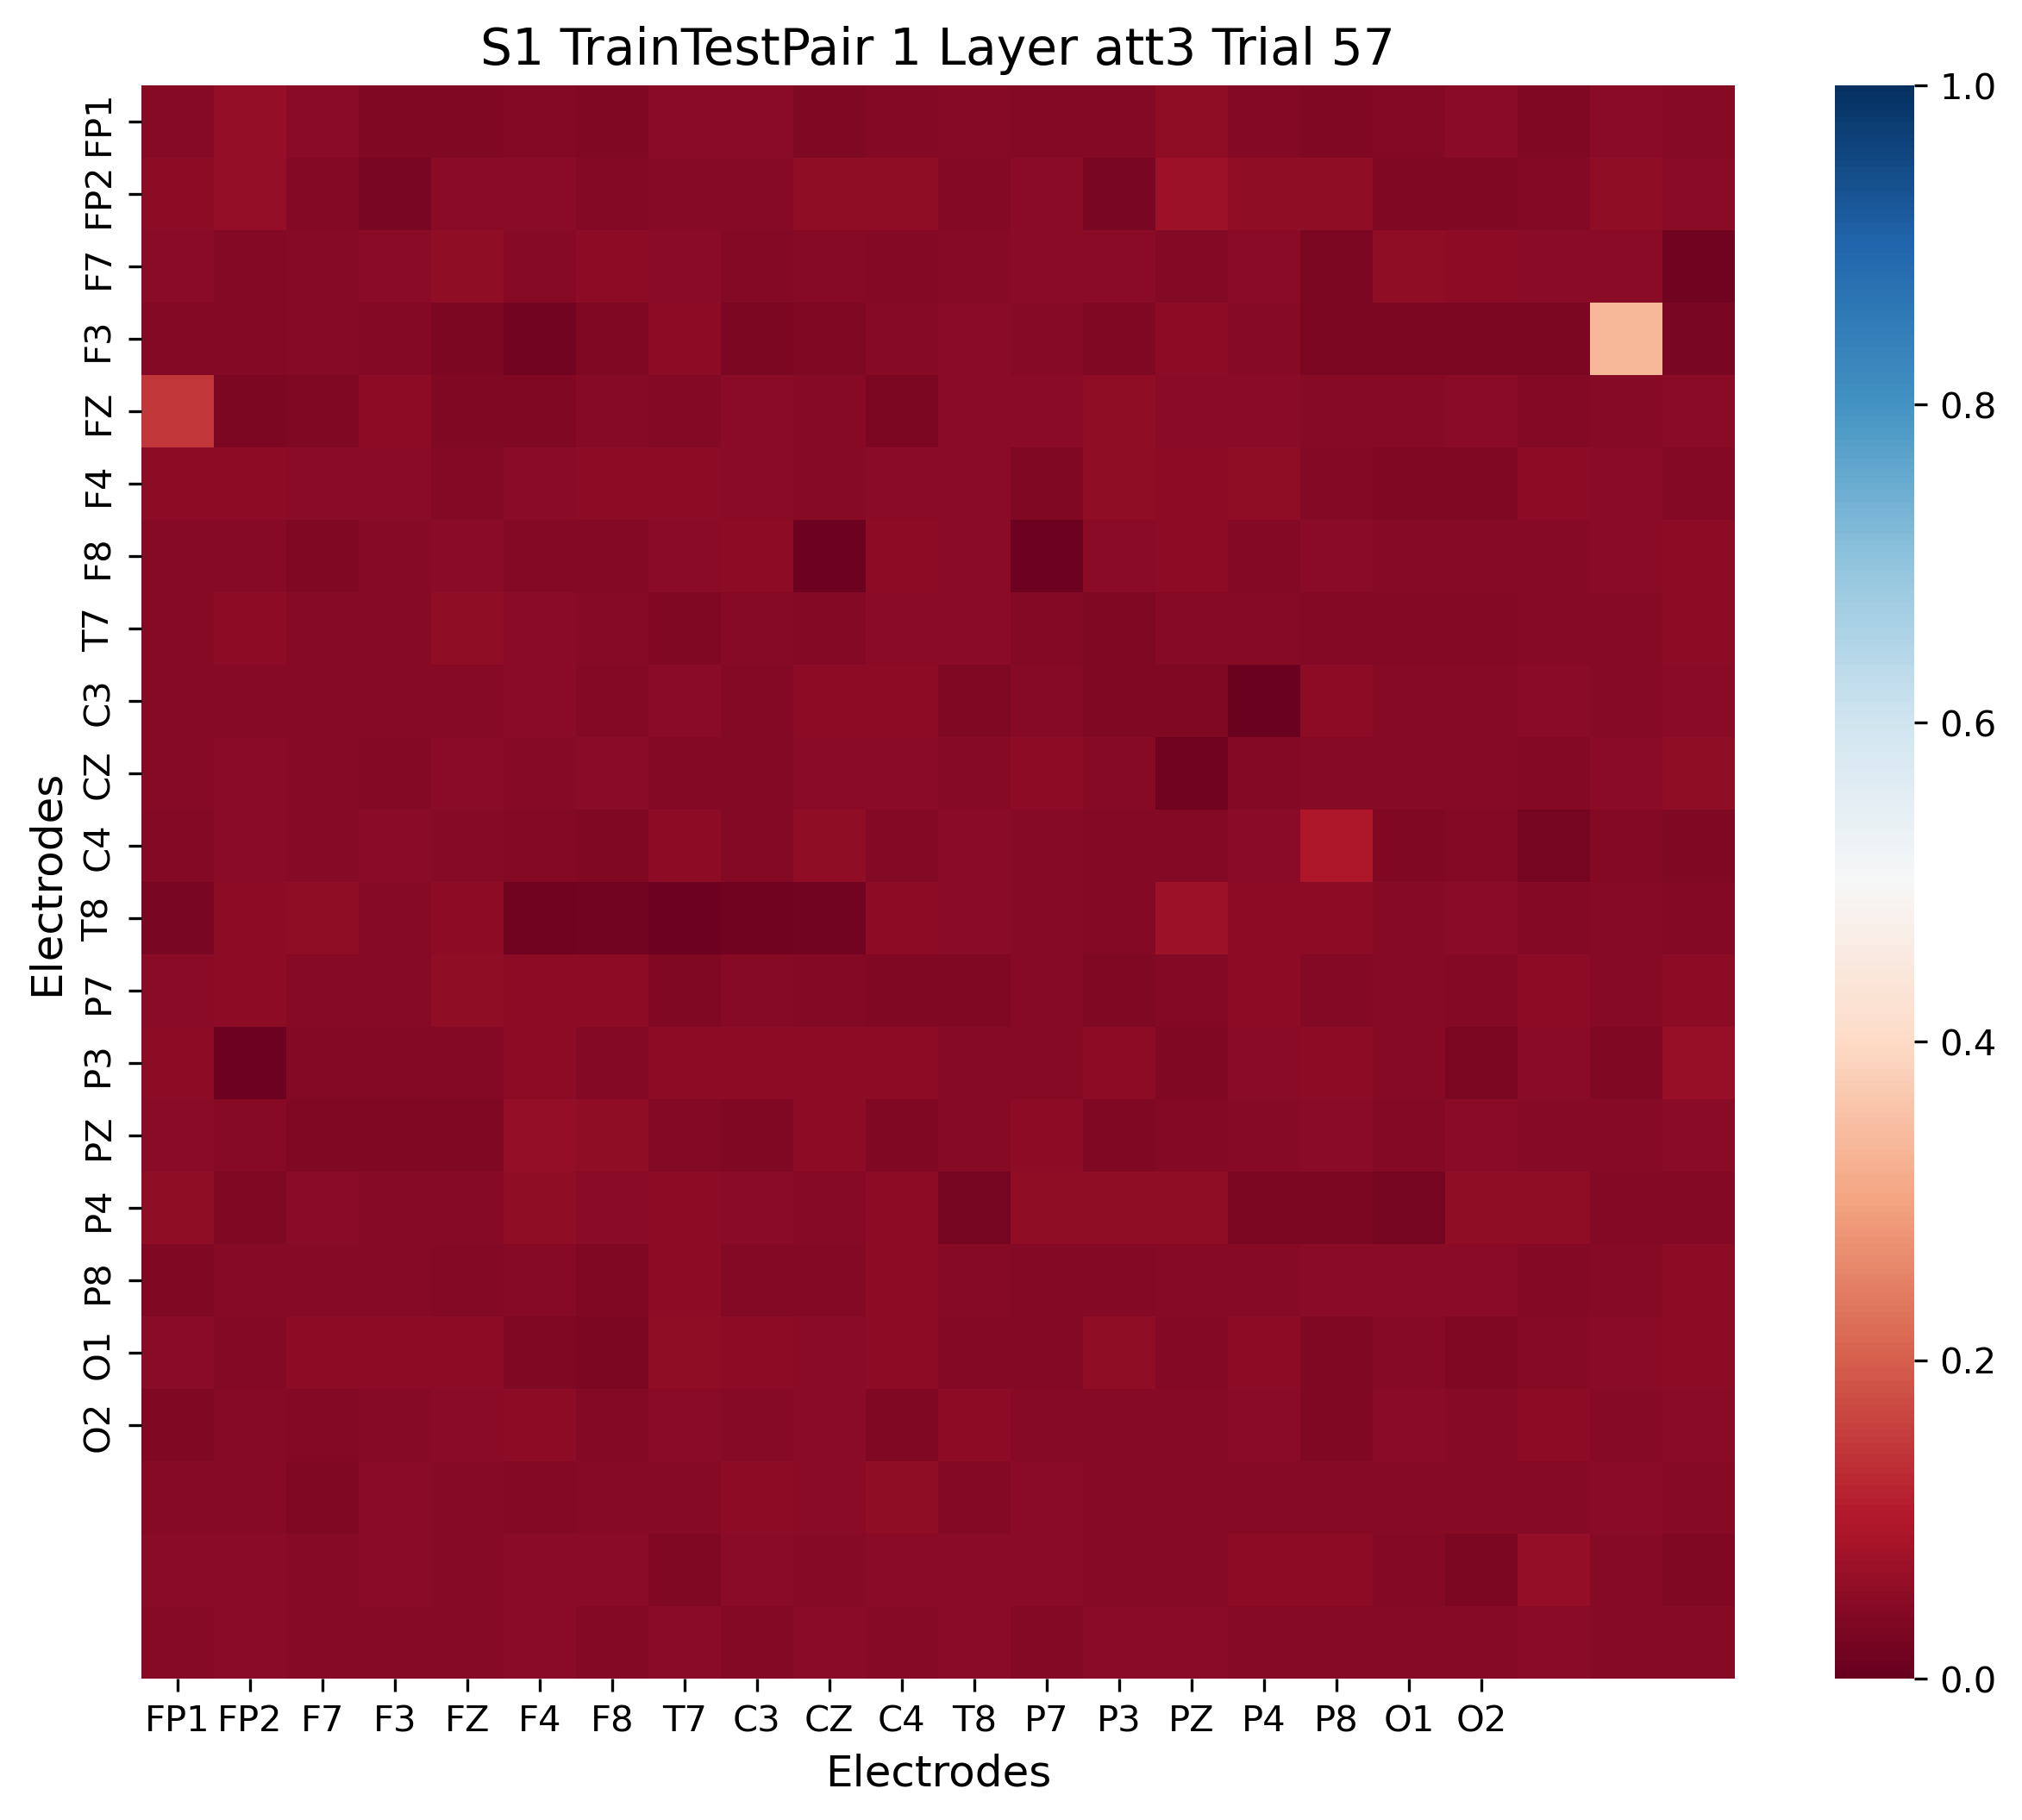 S1 TrainTestPair 1 Layer att3 Trial 57
Electrodes
FP1
FP2
F7
F3
FZ
F4
F8
T7
C3
CZ
C4
T8
P7
P3
PZ
P4
P8
O1
O2
FP1 FP2 F7 F3 FZ F4 F8 T7 C3 CZ C4 T8 P7 P3 PZ P4 P8 O1 O2
Electrodes
1.0
0.8
0.6
0.4
0.2
0.0